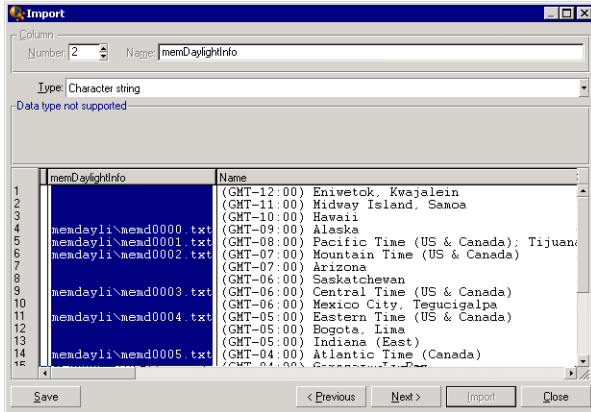 Import
Column
Number: 2 Name: memDaylightInfo
Type: Character string
Data type not supported
memDaylightInfo Name
1 (GMT-12:00) Eniwetok, Kwajalein
2 (GMT-11:00) Midway Island, Samoa
3 (GMT-10:00) Hawaii
4 memdayli\memd0000.txt (GMT-09:00) Alaska
5 memdayli\memd0001.txt (GMT-08:00) Pacific Time (US & Canada); Tijuana
6 memdayli\memd0002.txt (GMT-07:00) Mountain Time (US & Canada)
7 (GMT-07:00) Arizona
8 (GMT-06:00) Saskatchewan
9 memdayli\memd0003.txt (GMT-06:00) Central Time (US & Canada)
10 (GMT-06:00) Mexico City, Tegucigalpa
11 memdayli\memd0004.txt (GMT-05:00) Eastern Time (US & Canada)
12 (GMT-05:00) Bogota, Lima
13 (GMT-05:00) Indiana (East)
14 memdayli\memd0005.txt (GMT-04:00) Atlantic Time (Canada)
15
Save < Previous Next > Import Close